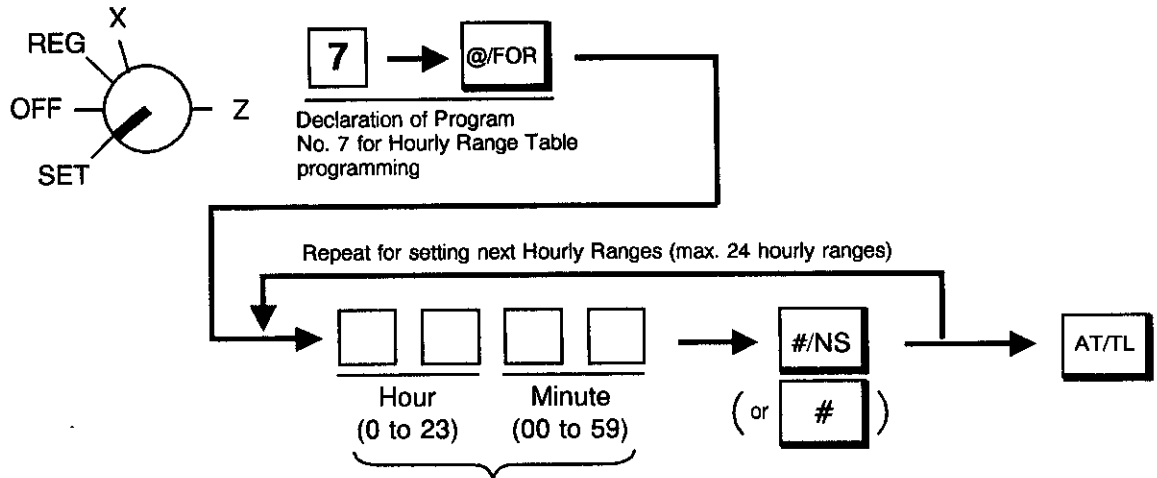 X
REG
OFF
Z
SET
7
@/FOR
Declaration of Program
No. 7 for Hourly Range Table
programming
Repeat for setting next Hourly Ranges (max. 24 hourly ranges)
#/NS
AT/TL
Hour
(0 to 23)
Minute
(00 to 59)
( or # )